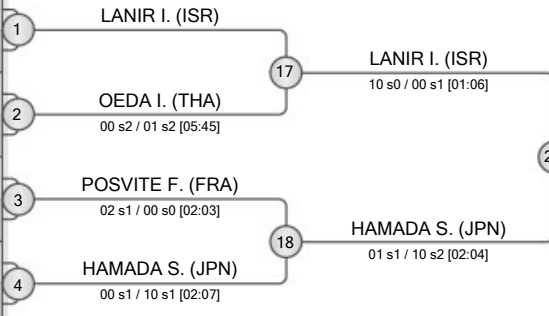 1
LANIR I. (ISR)
17
LANIR I. (ISR)
10 s0 / 00 s1 [01:06]
2
OEDA I. (THA)
00 s2 / 01 s2 [05:45]
3
POSVITE F. (FRA)
02 s1 / 00 s0 [02:03]
18
HAMADA S. (JPN)
01 s1 / 10 s2 [02:04]
4
HAMADA S. (JPN)
00 s1 / 10 s1 [02:07]